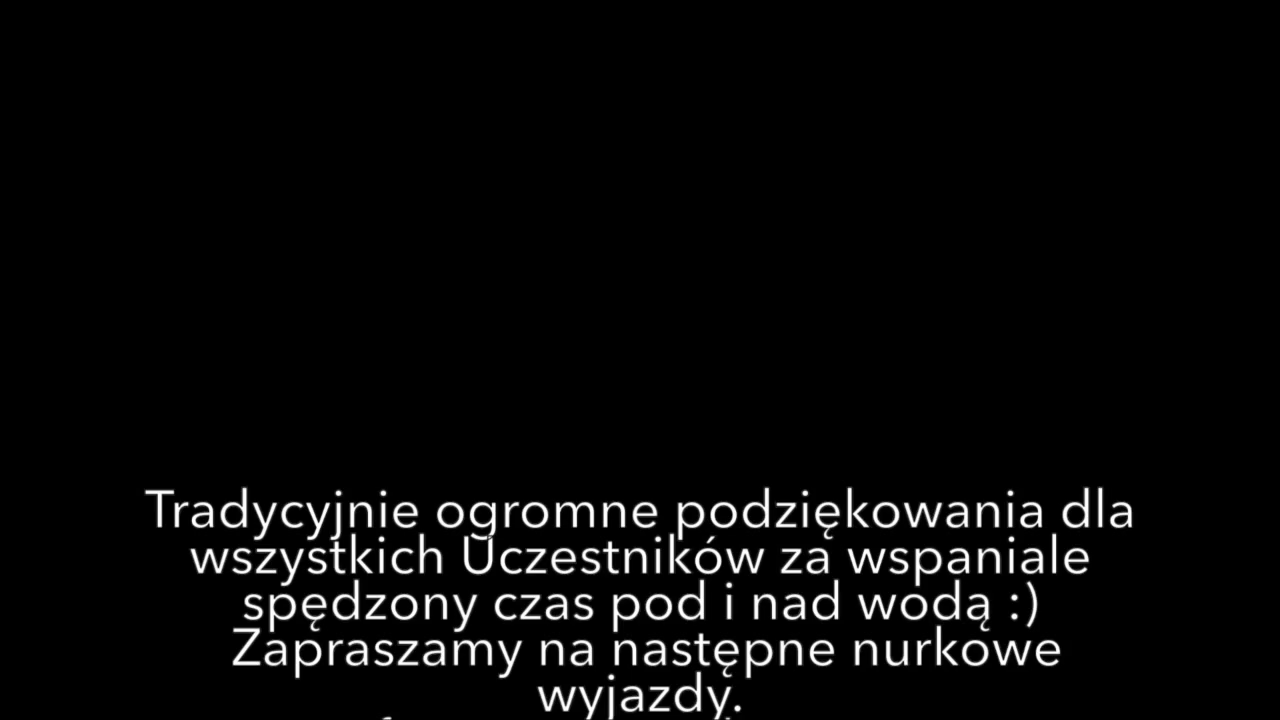 Tradycyjnie ogromne podziękowania dla
wszystkich Uczestników za wspaniale
spędzony czas pod i nad wodą :)
Zapraszamy na następne nurkowe
wyjazdy.